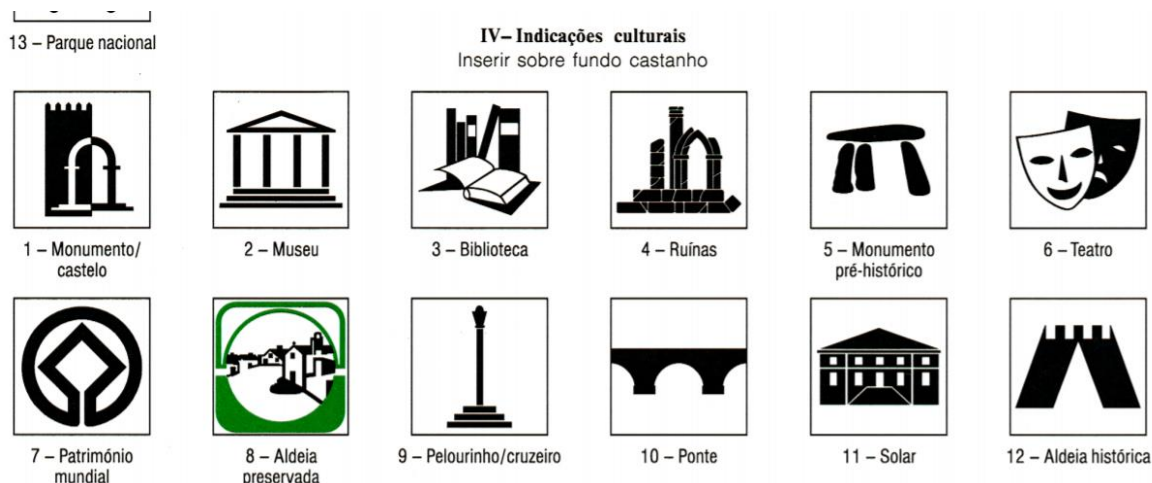 13 – Parque nacional
IV– Indicações culturais
Inserir sobre fundo castanho
1 – Monumento/
castelo
2 – Museu
3 – Biblioteca
4 – Ruínas
5 – Monumento
pré-histórico
6 – Teatro
7 – Património
mundial
8 – Aldeia
preservada
9 – Pelourinho/cruzeiro
10 – Ponte
11 – Solar
12 – Aldeia histórica